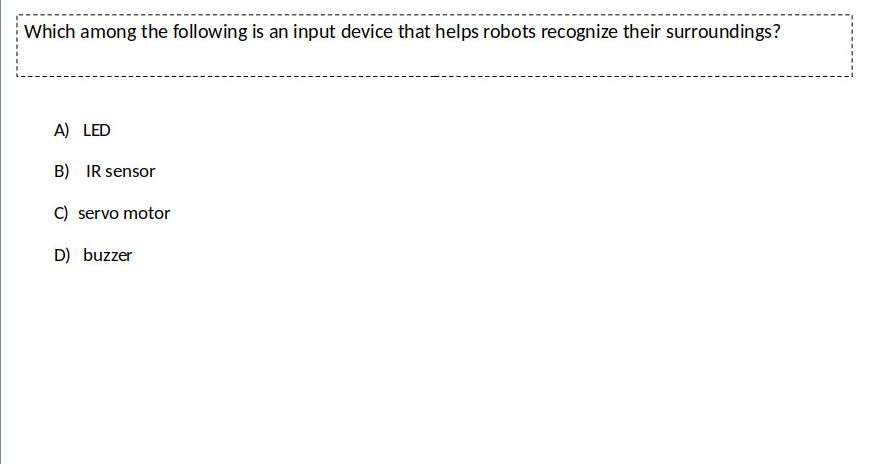 Which among the following is an input device that helps robots recognize their surroundings?
A) LED
B) IR sensor
C) servo motor
D) buzzer